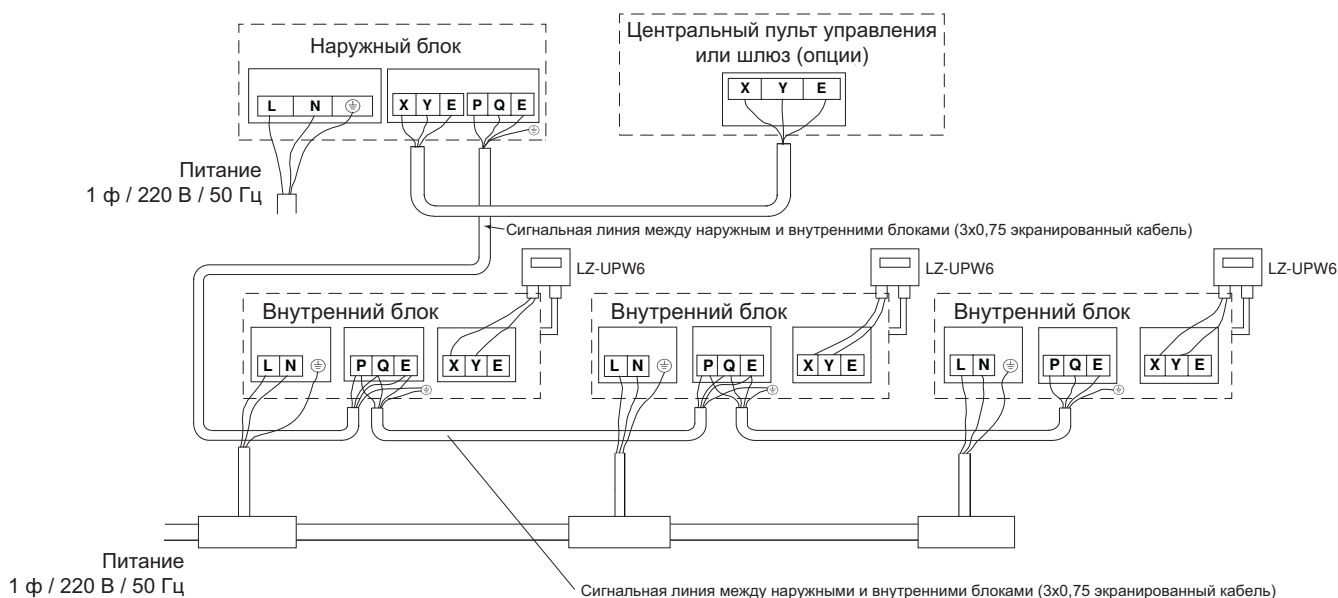 Наружный блок
Центральный пульт управления
или шлюз (опции)
L N
X Y E P Q E
X Y E
Питание
1 ф / 220 В / 50 Гц
Сигнальная линия между наружным и внутренними блоками (3x0,75 экранированный кабель)
LZ-UPW6
LZ-UPW6
LZ-UPW6
Внутренний блок
Внутренний блок
Внутренний блок
L N
P Q E
X Y E
L N
P Q E
X Y E
L N
P Q E
X Y E
Питание
1 ф / 220 В / 50 Гц
Сигнальная линия между наружными и внутренними блоками (3x0,75 экранированный кабель)